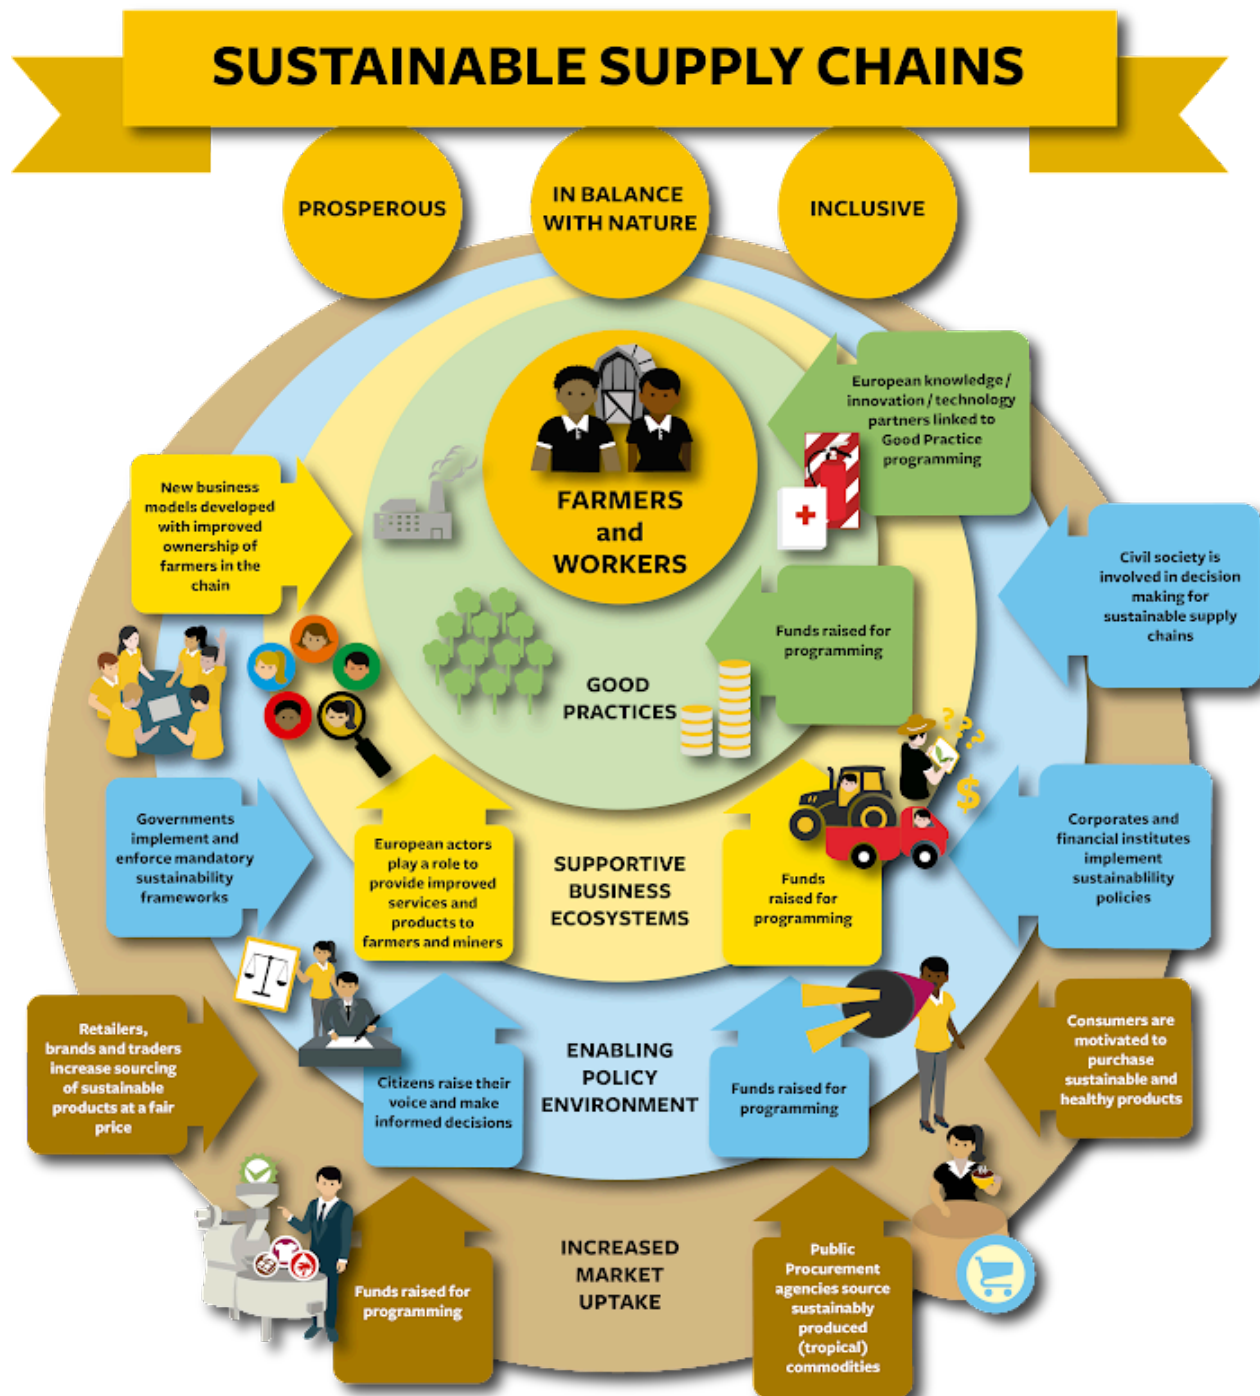 SUSTAINABLE SUPPLY CHAINS
PROSPEROUS
IN BALANCE
WITH NATURE
INCLUSIVE
FARMERS
and
WORKERS
European knowledge /
innovation / technology
partners linked to
Good Practice
programming
New business
models developed
with improved
ownership of
farmers in the
chain
Civil society is
involved in decision
making for
sustainable supply
chains
Funds raised for
programming
GOOD
PRACTICES
???
$
Governments
implement and
enforce mandatory
sustainability
frameworks
European actors
play a role to
provide improved
services and
products to
farmers and miners
SUPPORTIVE
BUSINESS
ECOSYSTEMS
Funds
raised for
programming
Corporates and
financial institutes
implement
sustainablility
policies
Retailers,
brands and traders
increase sourcing
of sustainable
products at a fair
price
Citizens raise their
voice and make
informed decisions
ENABLING
POLICY
ENVIRONMENT
Funds raised for
programming
Consumers are
motivated to
purchase
sustainable and
healthy products
Funds raised for
programming
INCREASED
MARKET
UPTAKE
Public
Procurement
agencies source
sustainably
produced
(tropical)
commodities